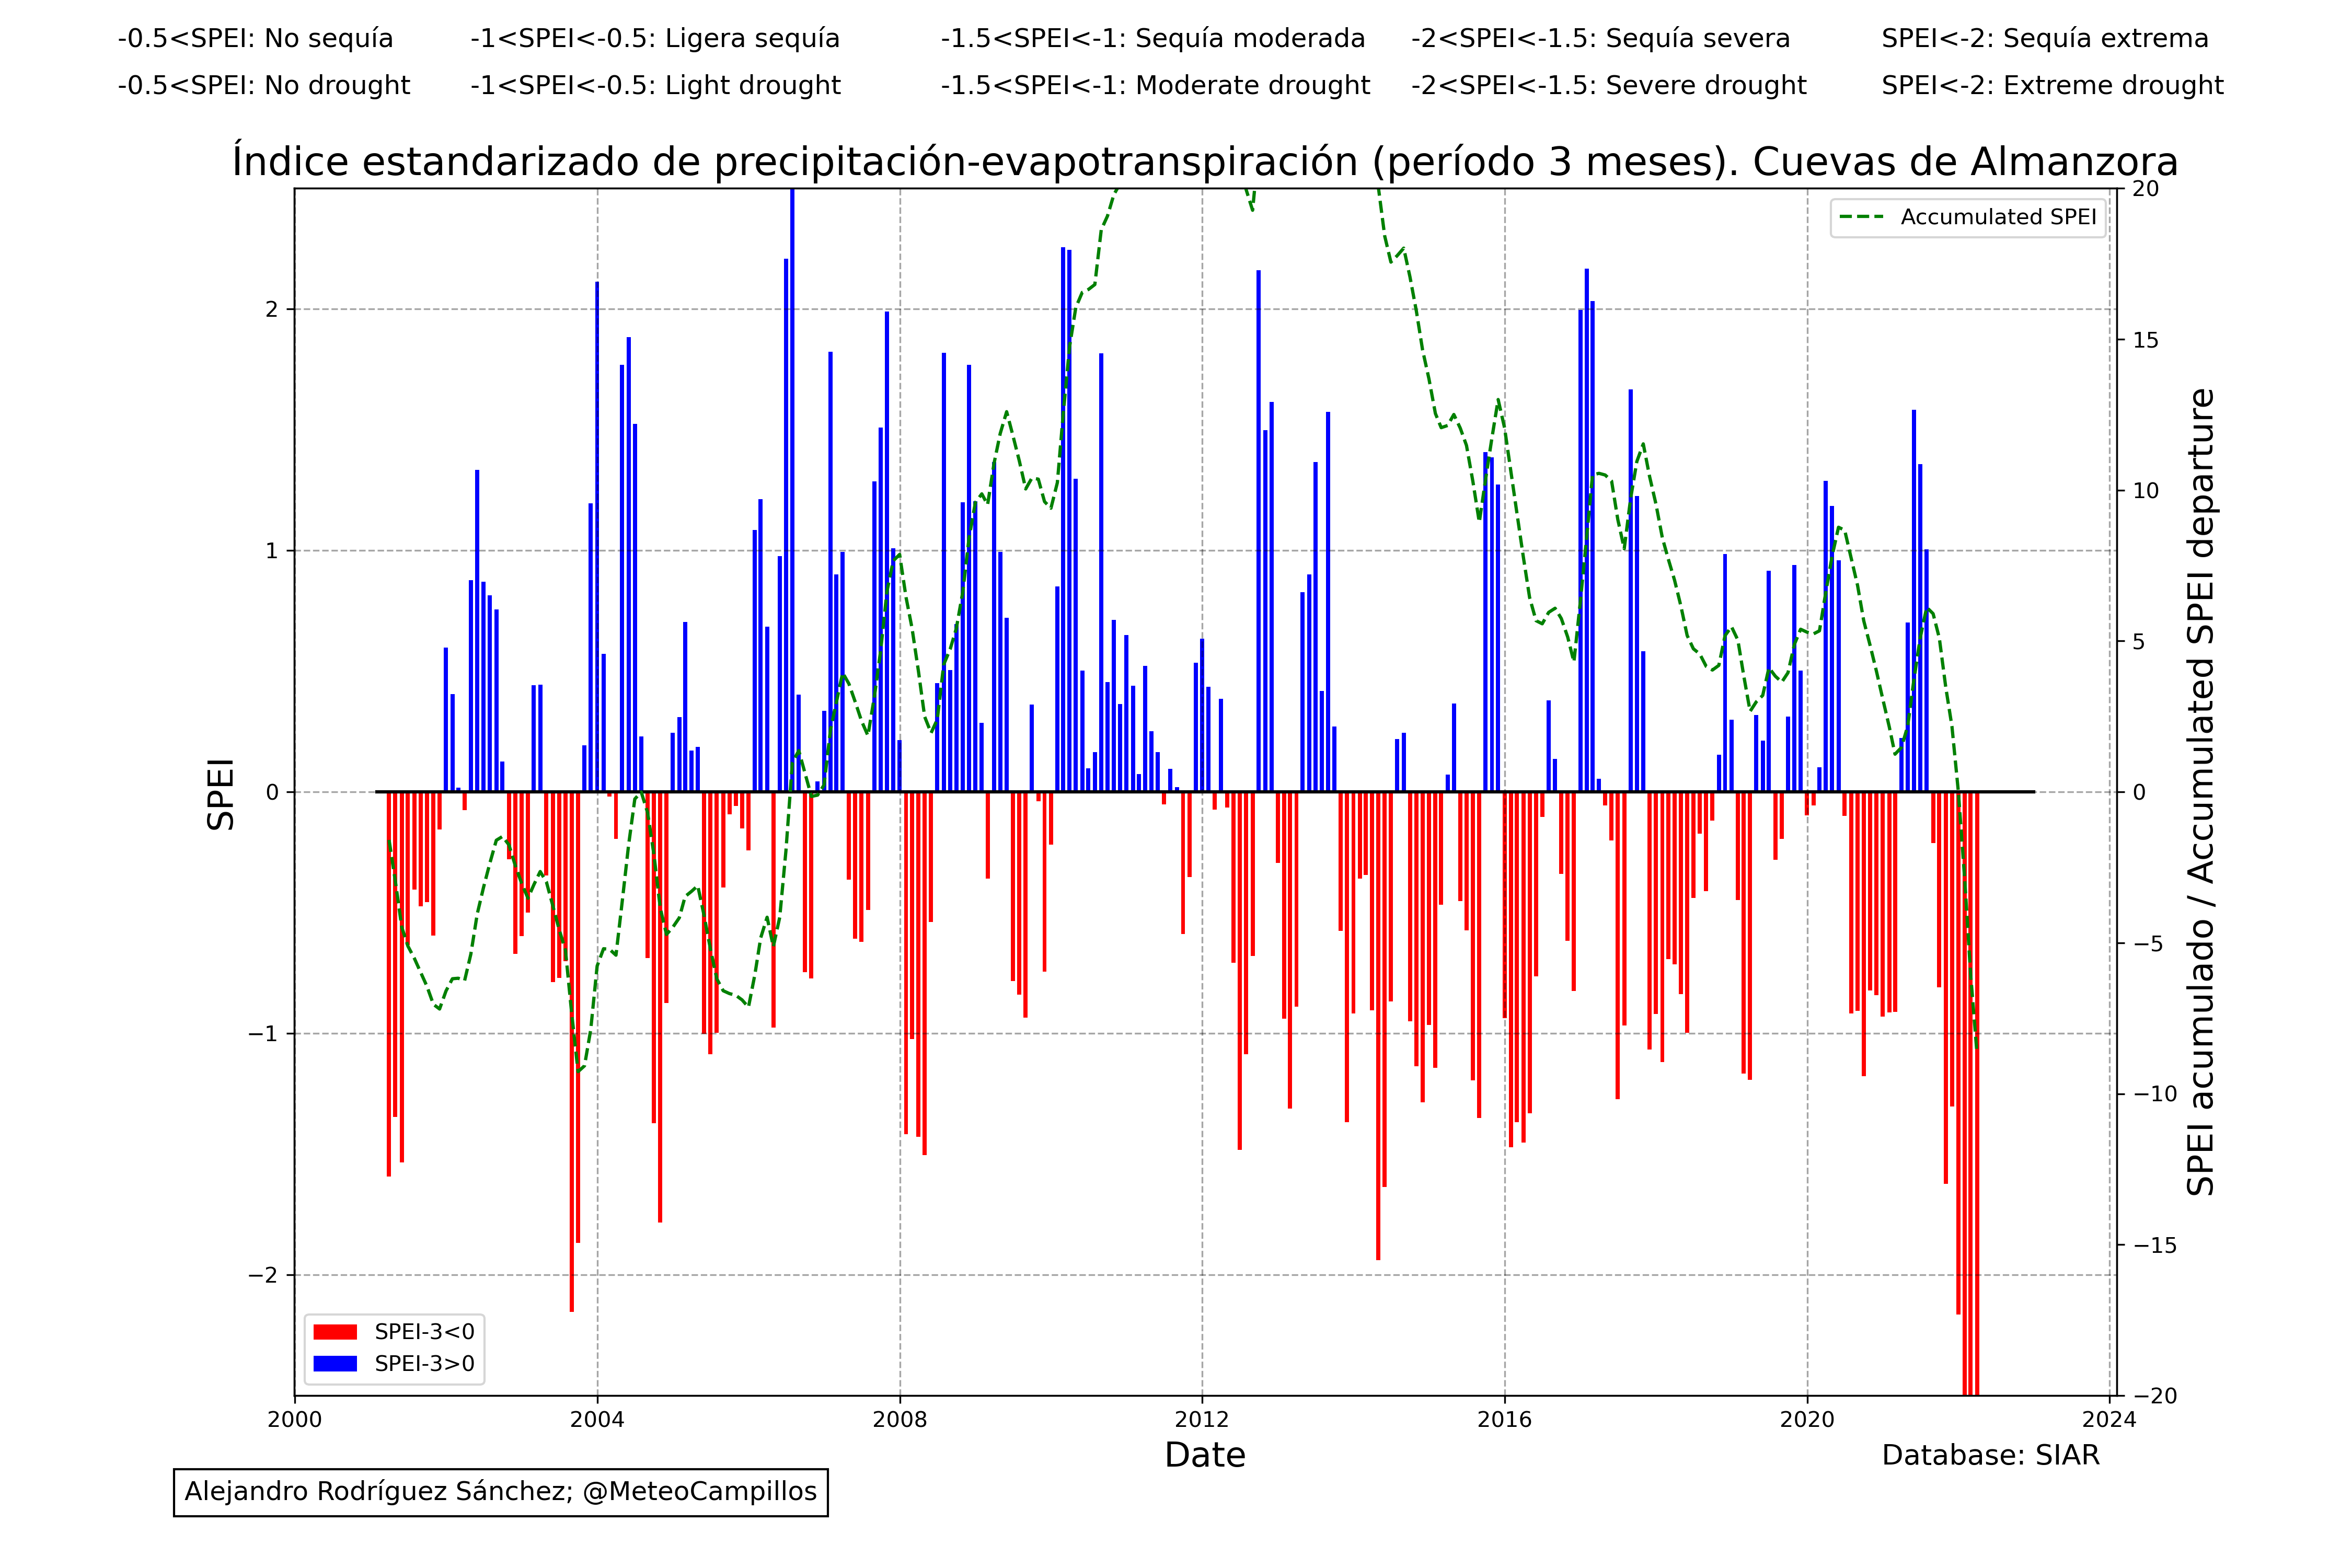 -0.5<SPEI: No sequía -1<SPEI<-0.5: Ligera sequía -1.5<SPEI<-1: Sequía moderada -2<SPEI<-1.5: Sequía severa SPEI<-2: Sequía extrema
-0.5<SPEI: No drought -1<SPEI<-0.5: Light drought -1.5<SPEI<-1: Moderate drought -2<SPEI<-1.5: Severe drought SPEI<-2: Extreme drought
Índice estandarizado de precipitación-evapotranspiración (período 3 meses). Cuevas de Almanzora
Accumulated SPEI
SPEI
2
1
0
−1
−2
20
15
10
5
0
−5
−10
−15
−20
SPEI acumulado / Accumulated SPEI departure
SPEI-3<0
SPEI-3>0
2000 2004 2008 2012 2016 2020 2024
Date
Database: SIAR
Alejandro Rodríguez Sánchez; @MeteoCampillos